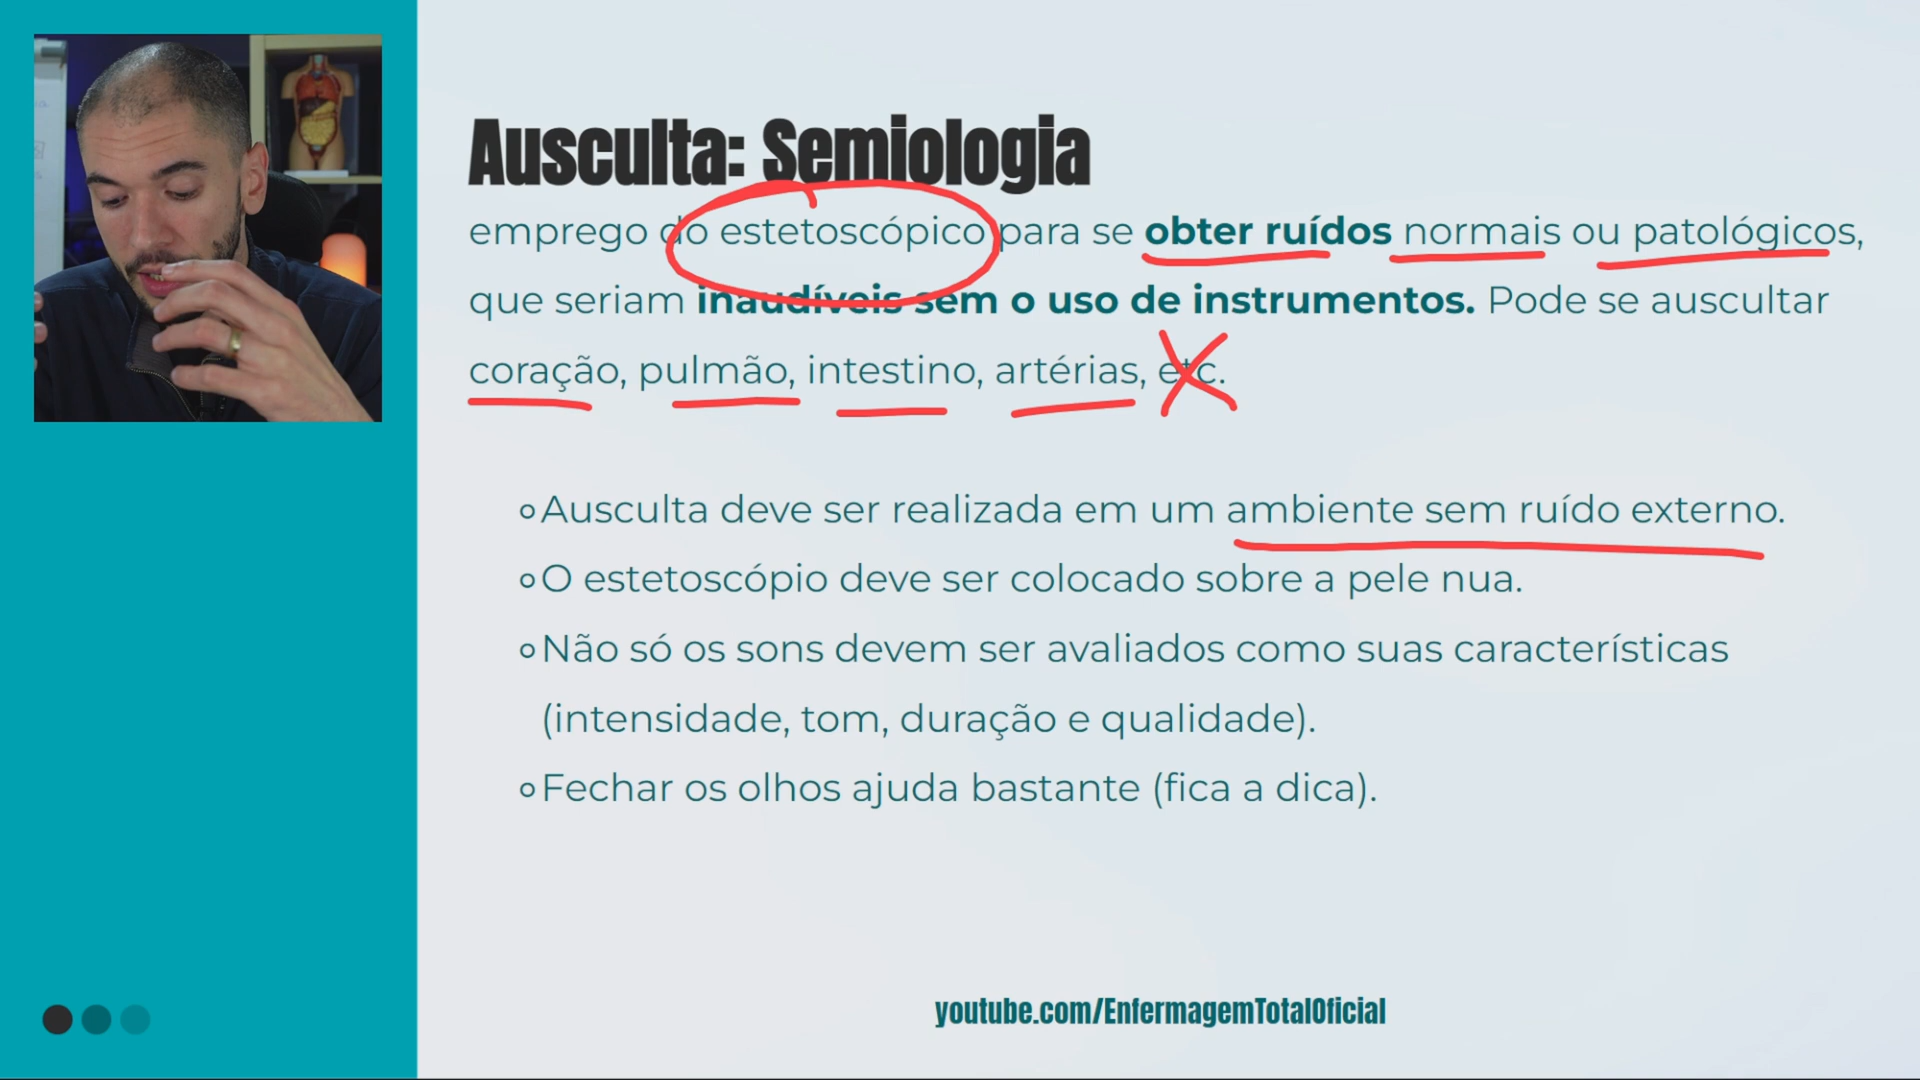 Ausculta: Semiologia
emprego do estetoscópico para se obter ruídos normais ou patológicos,
que seriam inaudíveis sem o uso de instrumentos. Pode se auscultar
coração, pulmão, intestino, artérias, etc.
Ausculta deve ser realizada em um ambiente sem ruído externo.
O estetoscópio deve ser colocado sobre a pele nua.
Não só os sons devem ser avaliados como suas características
(intensidade, tom, duração e qualidade).
Fechar os olhos ajuda bastante (fica a dica).
youtube.com/EnfermagemTotalOficial